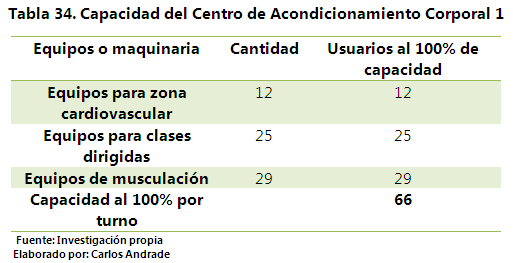 Tabla 34. Capacidad del Centro de Acondicionamiento Corporal 1
Equipos o maquinaria Cantidad Usuarios al 100% de
capacidad
Equipos para zona 12 12
cardiovascular
Equipos para clases 25 25
dirigidas
Equipos de musculación 29 29
Capacidad al 100% por 66
turno
Fuente: Investigación propia
Elaborado por: Carlos Andrade